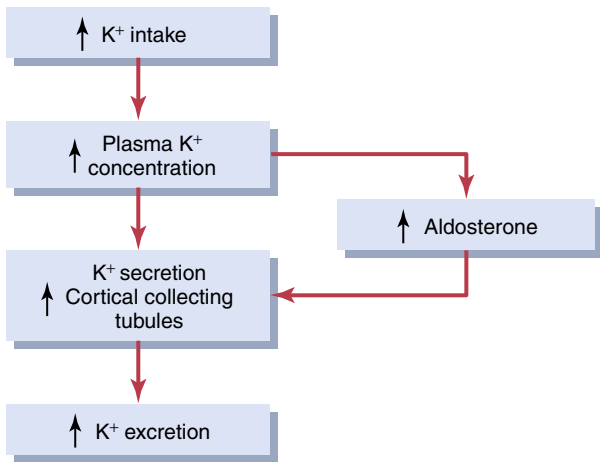 ↑ K⁺ intake
↑ Plasma K⁺
concentration
↑ Aldosterone
K⁺ secretion
↑ Cortical collecting
tubules
↑ K⁺ excretion